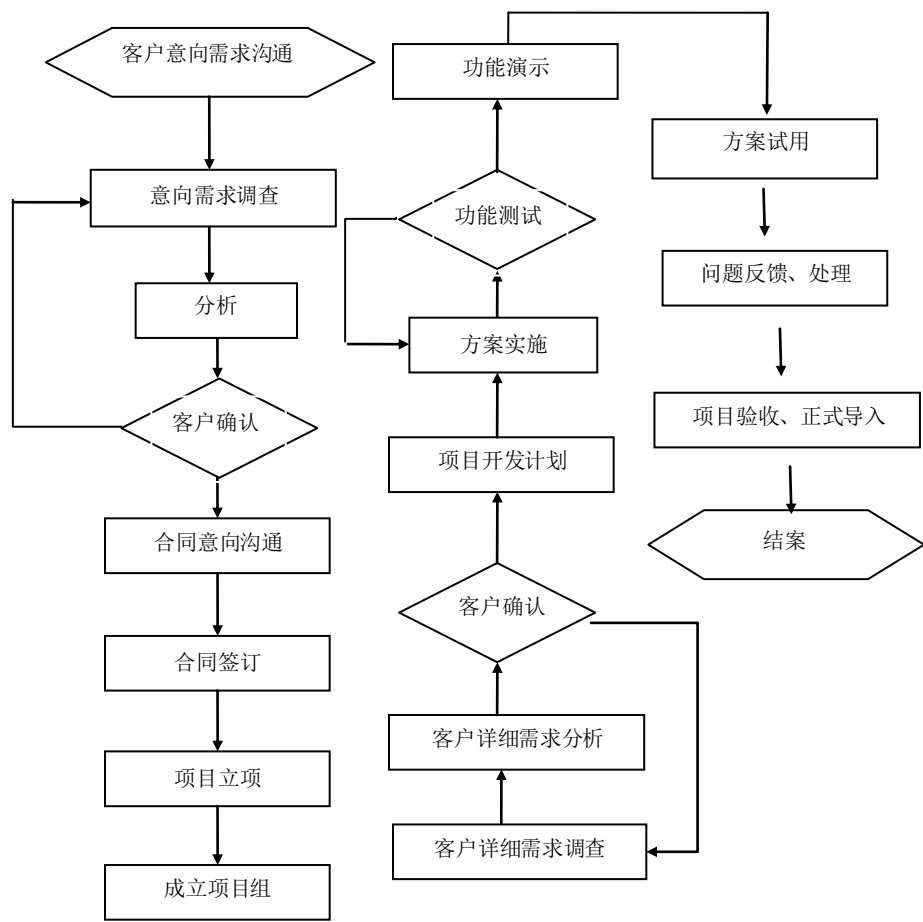 客户意向需求沟通
意向需求调查
分析
客户确认
合同意向沟通
合同签订
项目立项
成立项目组
功能演示
功能测试
方案实施
项目开发计划
客户确认
客户详细需求分析
客户详细需求调查
方案试用
问题反馈、处理
项目验收、正式导入
结案